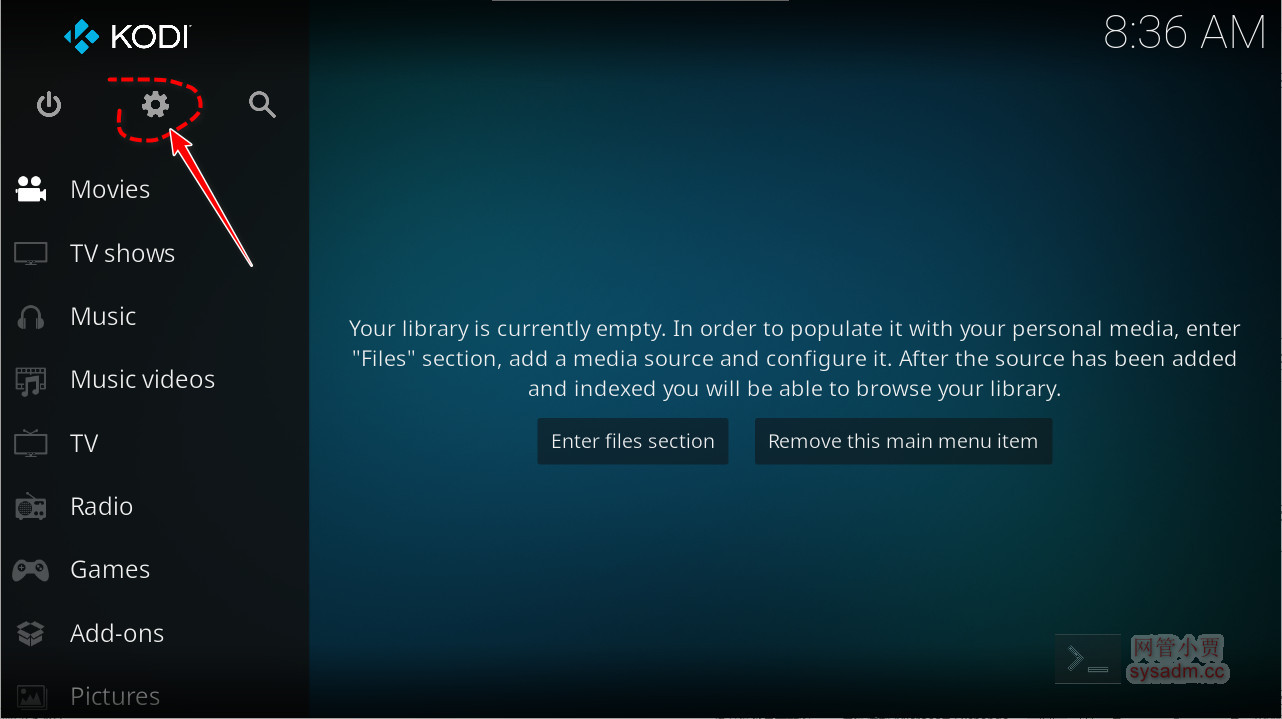 KODI
8:36 AM
Movies
TV shows
Music
Music videos
TV
Radio
Games
Add-ons
Pictures
Your library is currently empty. In order to populate it with your personal media, enter
"Files" section, add a media source and configure it. After the source has been added
and indexed you will be able to browse your library.
Enter files section
Remove this main menu item
>_
网管小贾
sysadm.cc